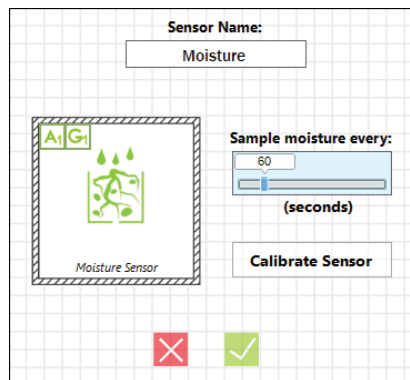 Sensor Name:
Moisture
A1 G1
Sample moisture every:
60
(seconds)
Moisture Sensor
Calibrate Sensor